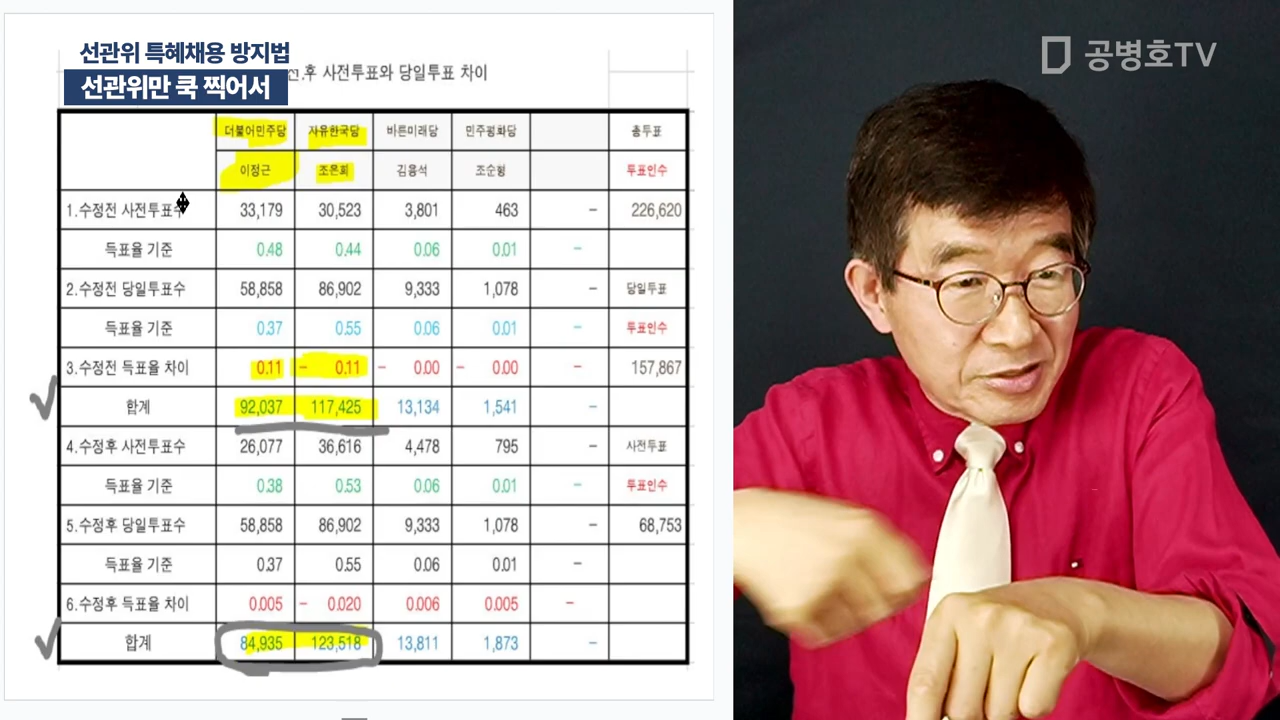 선관위 특혜채용 방지법
선관위만 쿡 찍어서
전.후 사전투표와 당일투표 차이
공병호TV
더불어민주당 자유한국당 바른미래당 민주평화당 총투표
이정근 조은희 김용석 조순형 투표인수
1.수정전 사전투표수 33,179 30,523 3,801 463 – 226,620
득표율 기준 0.48 0.44 0.06 0.01 –
2.수정전 당일투표수 58,858 86,902 9,333 1,078 – 당일투표
득표율 기준 0.37 0.55 0.06 0.01 – 투표인수
3.수정전 득표율 차이 0.11 – 0.11 – 0.00 – 0.00 – 157,867
합계 92,037 117,425 13,134 1,541 –
4.수정후 사전투표수 26,077 36,616 4,478 795 – 사전투표
득표율 기준 0.38 0.53 0.06 0.01 – 투표인수
5.수정후 당일투표수 58,858 86,902 9,333 1,078 – 68,753
득표율 기준 0.37 0.55 0.06 0.01 –
6.수정후 득표율 차이 0.005 – 0.020 0.006 0.005 –
합계 84,935 123,518 13,811 1,873 –